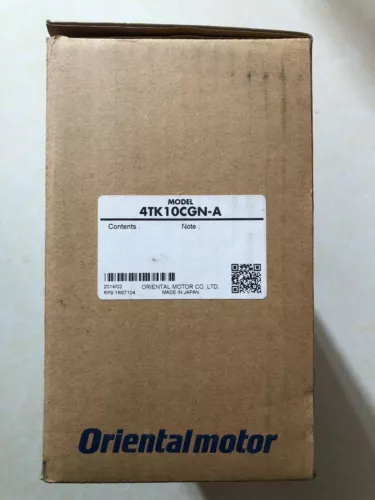 MODEL
4TK10CGN-A
Contents : Note :
2014/02 ORIENTAL MOTOR CO.,LTD.
MADE IN JAPAN
Orientalmotor